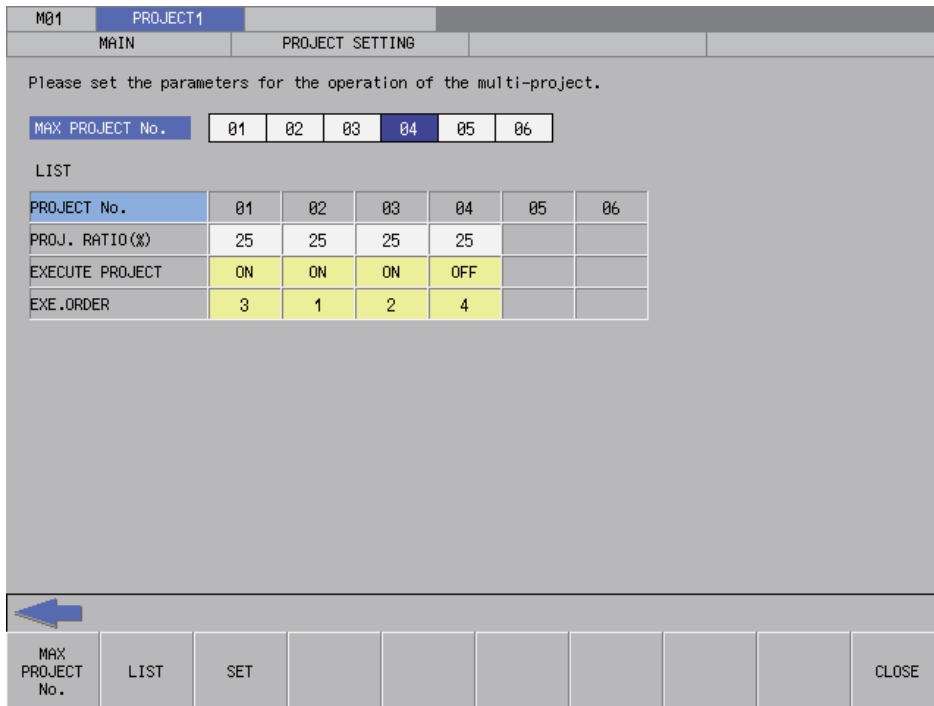 M01 PROJECT1
MAIN PROJECT SETTING
Please set the parameters for the operation of the multi-project.
MAX PROJECT No. 01 02 03 04 05 06
LIST
PROJECT No. 01 02 03 04 05 06
PROJ. RATIO(%) 25 25 25 25
EXECUTE PROJECT ON ON ON OFF
EXE.ORDER 3 1 2 4
MAX
PROJECT
No.
LIST
SET
CLOSE